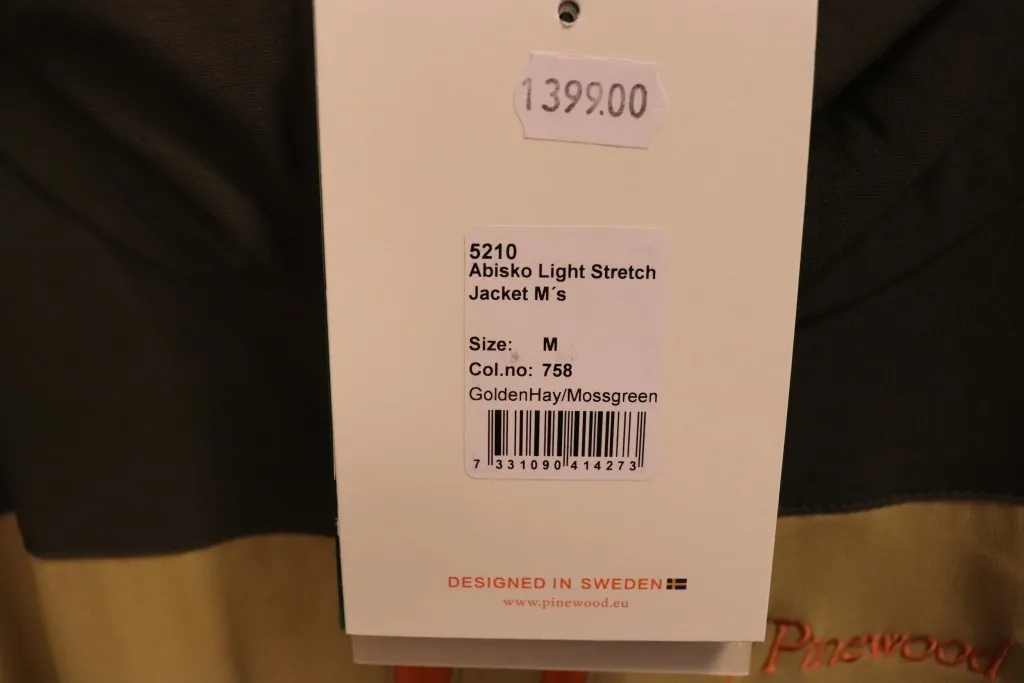 1399.00
5210
Abisko Light Stretch
Jacket M´s
Size: M
Col.no: 758
GoldenHay/Mossgreen
7 331090 414273
DESIGNED IN SWEDEN
www.pinewood.eu
Pinewood